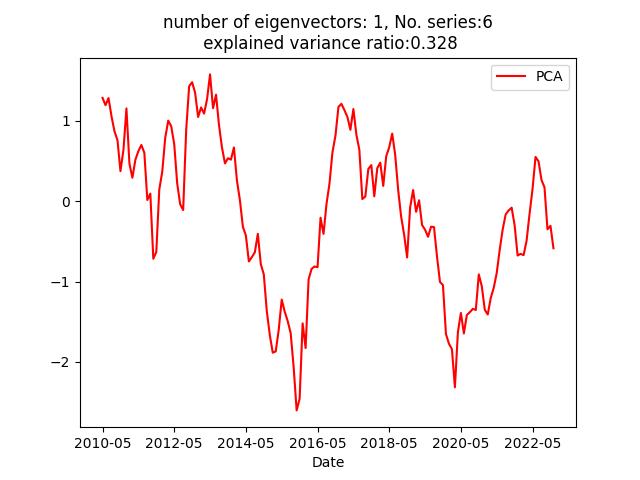 number of eigenvectors: 1, No. series:6
explained variance ratio:0.328
PCA
1
0
−1
−2
2010-05 2012-05 2014-05 2016-05 2018-05 2020-05 2022-05
Date